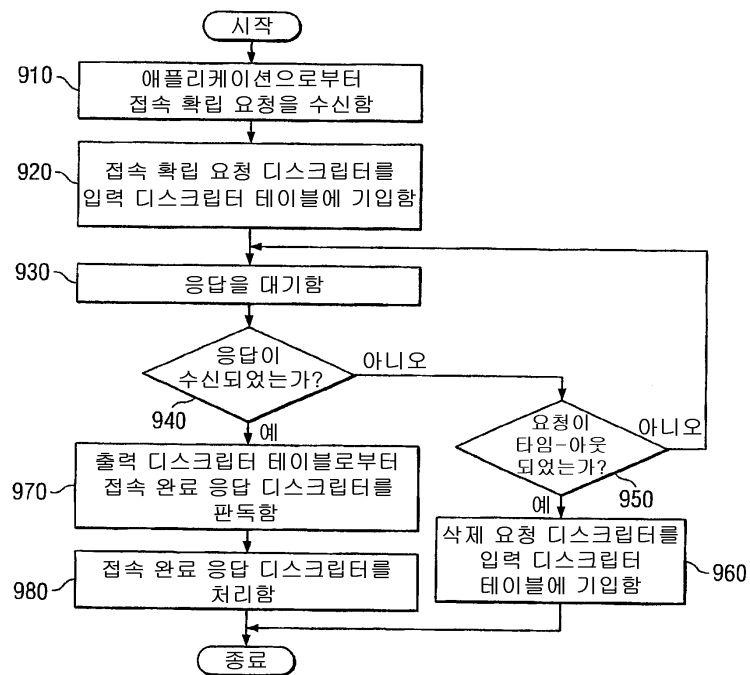 시작
910
애플리케이션으로부터
접속 확립 요청을 수신함
920
접속 확립 요청 디스크립터를
입력 디스크립터 테이블에 기입함
930
응답을 대기함
응답이
수신되었는가?
940
아니오
예
요청이
타임-아웃
되었는가?
950
아니오
예
970
출력 디스크립터 테이블로부터
접속 완료 응답 디스크립터를
판독함
삭제 요청 디스크립터를
입력 디스크립터
테이블에 기입함
960
980
접속 완료 응답 디스크립터를
처리함
종료